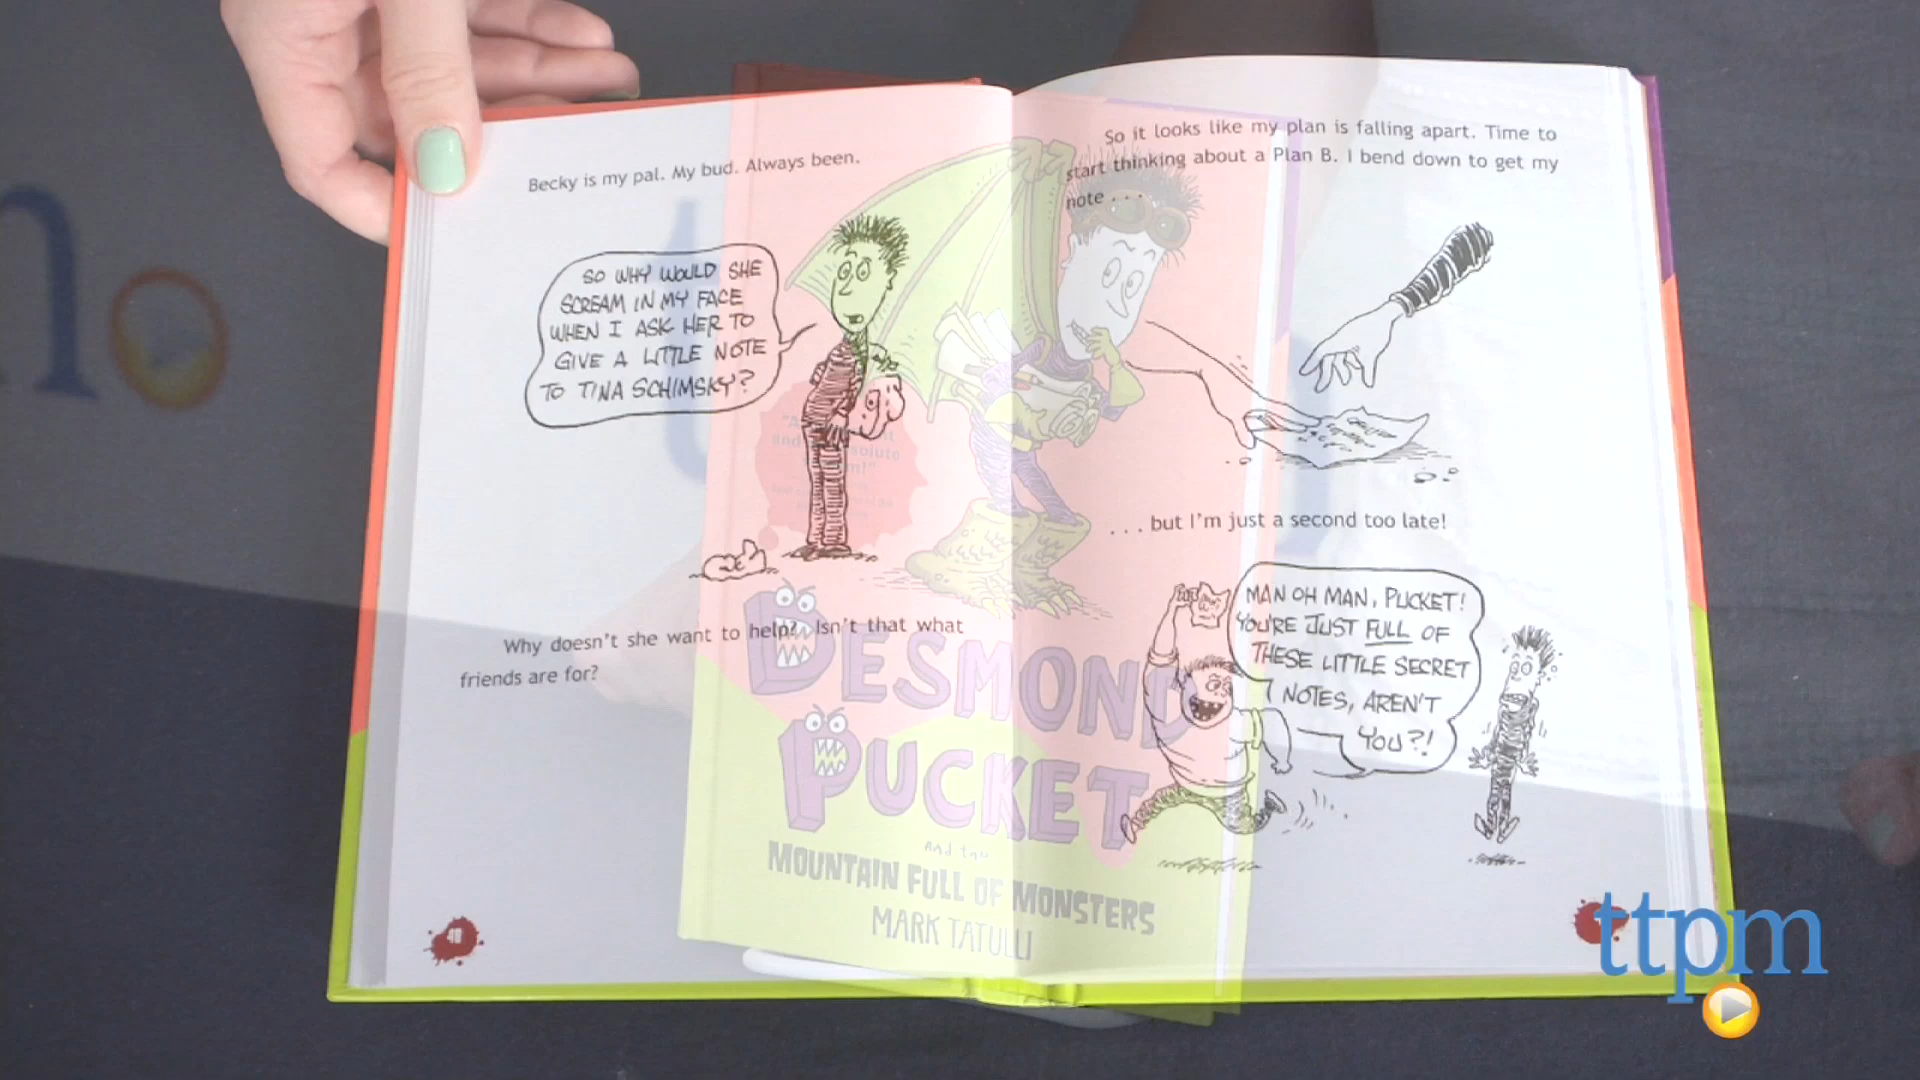 Becky is my pal. My bud. Always been.
SO WHY WOULD SHE
SCREAM IN MY FACE
WHEN I ASK HER TO
GIVE A LITTLE NOTE
TO TINA SCHIMSKY?
Why doesn't she want to help? Isn't that what
friends are for?
48
So it looks like my plan is falling apart. Time to
start thinking about a Plan B. I bend down to get my
note . . .
. . . but I'm just a second too late!
MAN OH MAN, PUCKET!
YOU'RE JUST FULL OF
THESE LITTLE SECRET
NOTES, AREN'T
YOU?!
DESMOND
PUCKET
and the
MOUNTAIN FULL OF MONSTERS
MARK TATULLI
ttpm